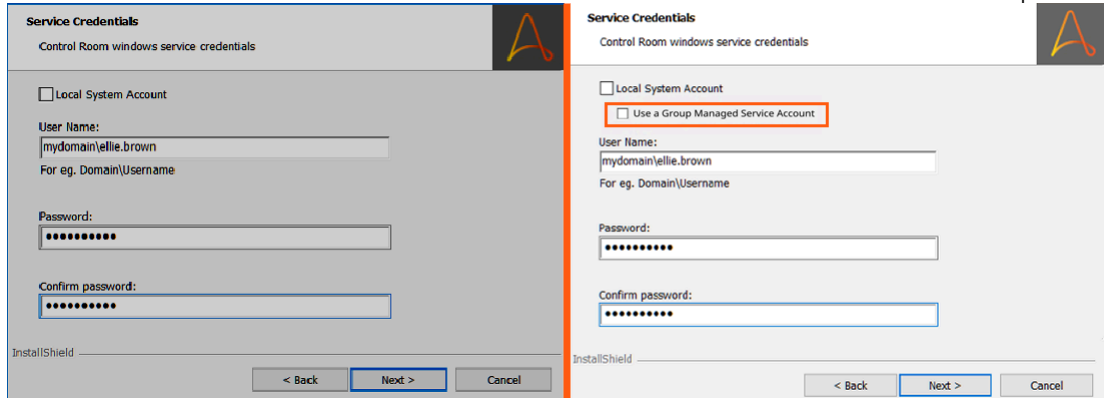 Service Credentials
Control Room windows service credentials
Local System Account
User Name:
mydomain\ellie.brown
For eg. Domain\Username
Password:
••••••••••
Confirm password:
••••••••••
InstallShield
< Back
Next >
Cancel
Service Credentials
Control Room windows service credentials
Local System Account
Use a Group Managed Service Account
User Name:
mydomain\ellie.brown
For eg. Domain\Username
Password:
••••••••••
Confirm password:
••••••••••
InstallShield
< Back
Next >
Cancel